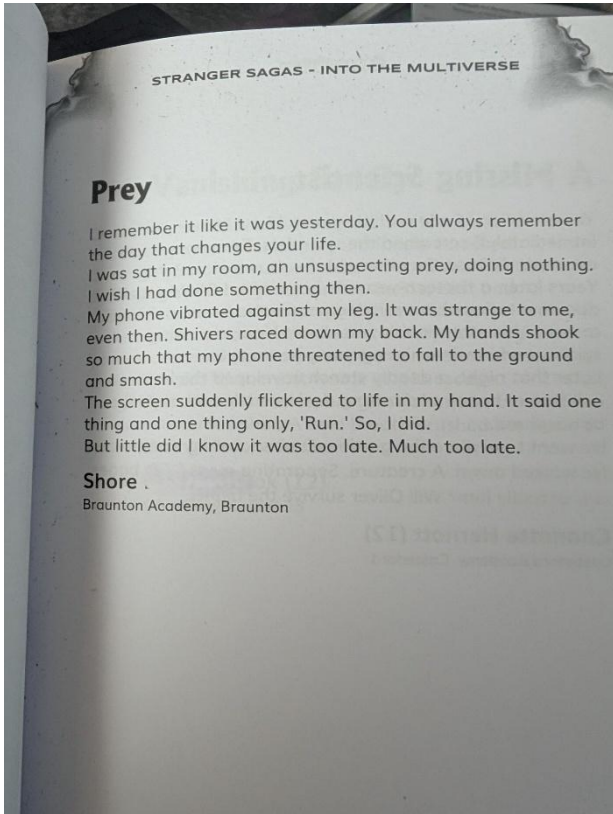 STRANGER SAGAS - INTO THE MULTIVERSE
Prey
I remember it like it was yesterday. You always remember
the day that changes your life.
I was sat in my room, an unsuspecting prey, doing nothing.
I wish I had done something then.
My phone vibrated against my leg. It was strange to me,
even then. Shivers raced down my back. My hands shook
so much that my phone threatened to fall to the ground
and smash.
The screen suddenly flickered to life in my hand. It said one
thing and one thing only, 'Run.' So, I did.
But little did I know it was too late. Much too late.
Shore .
Braunton Academy, Braunton